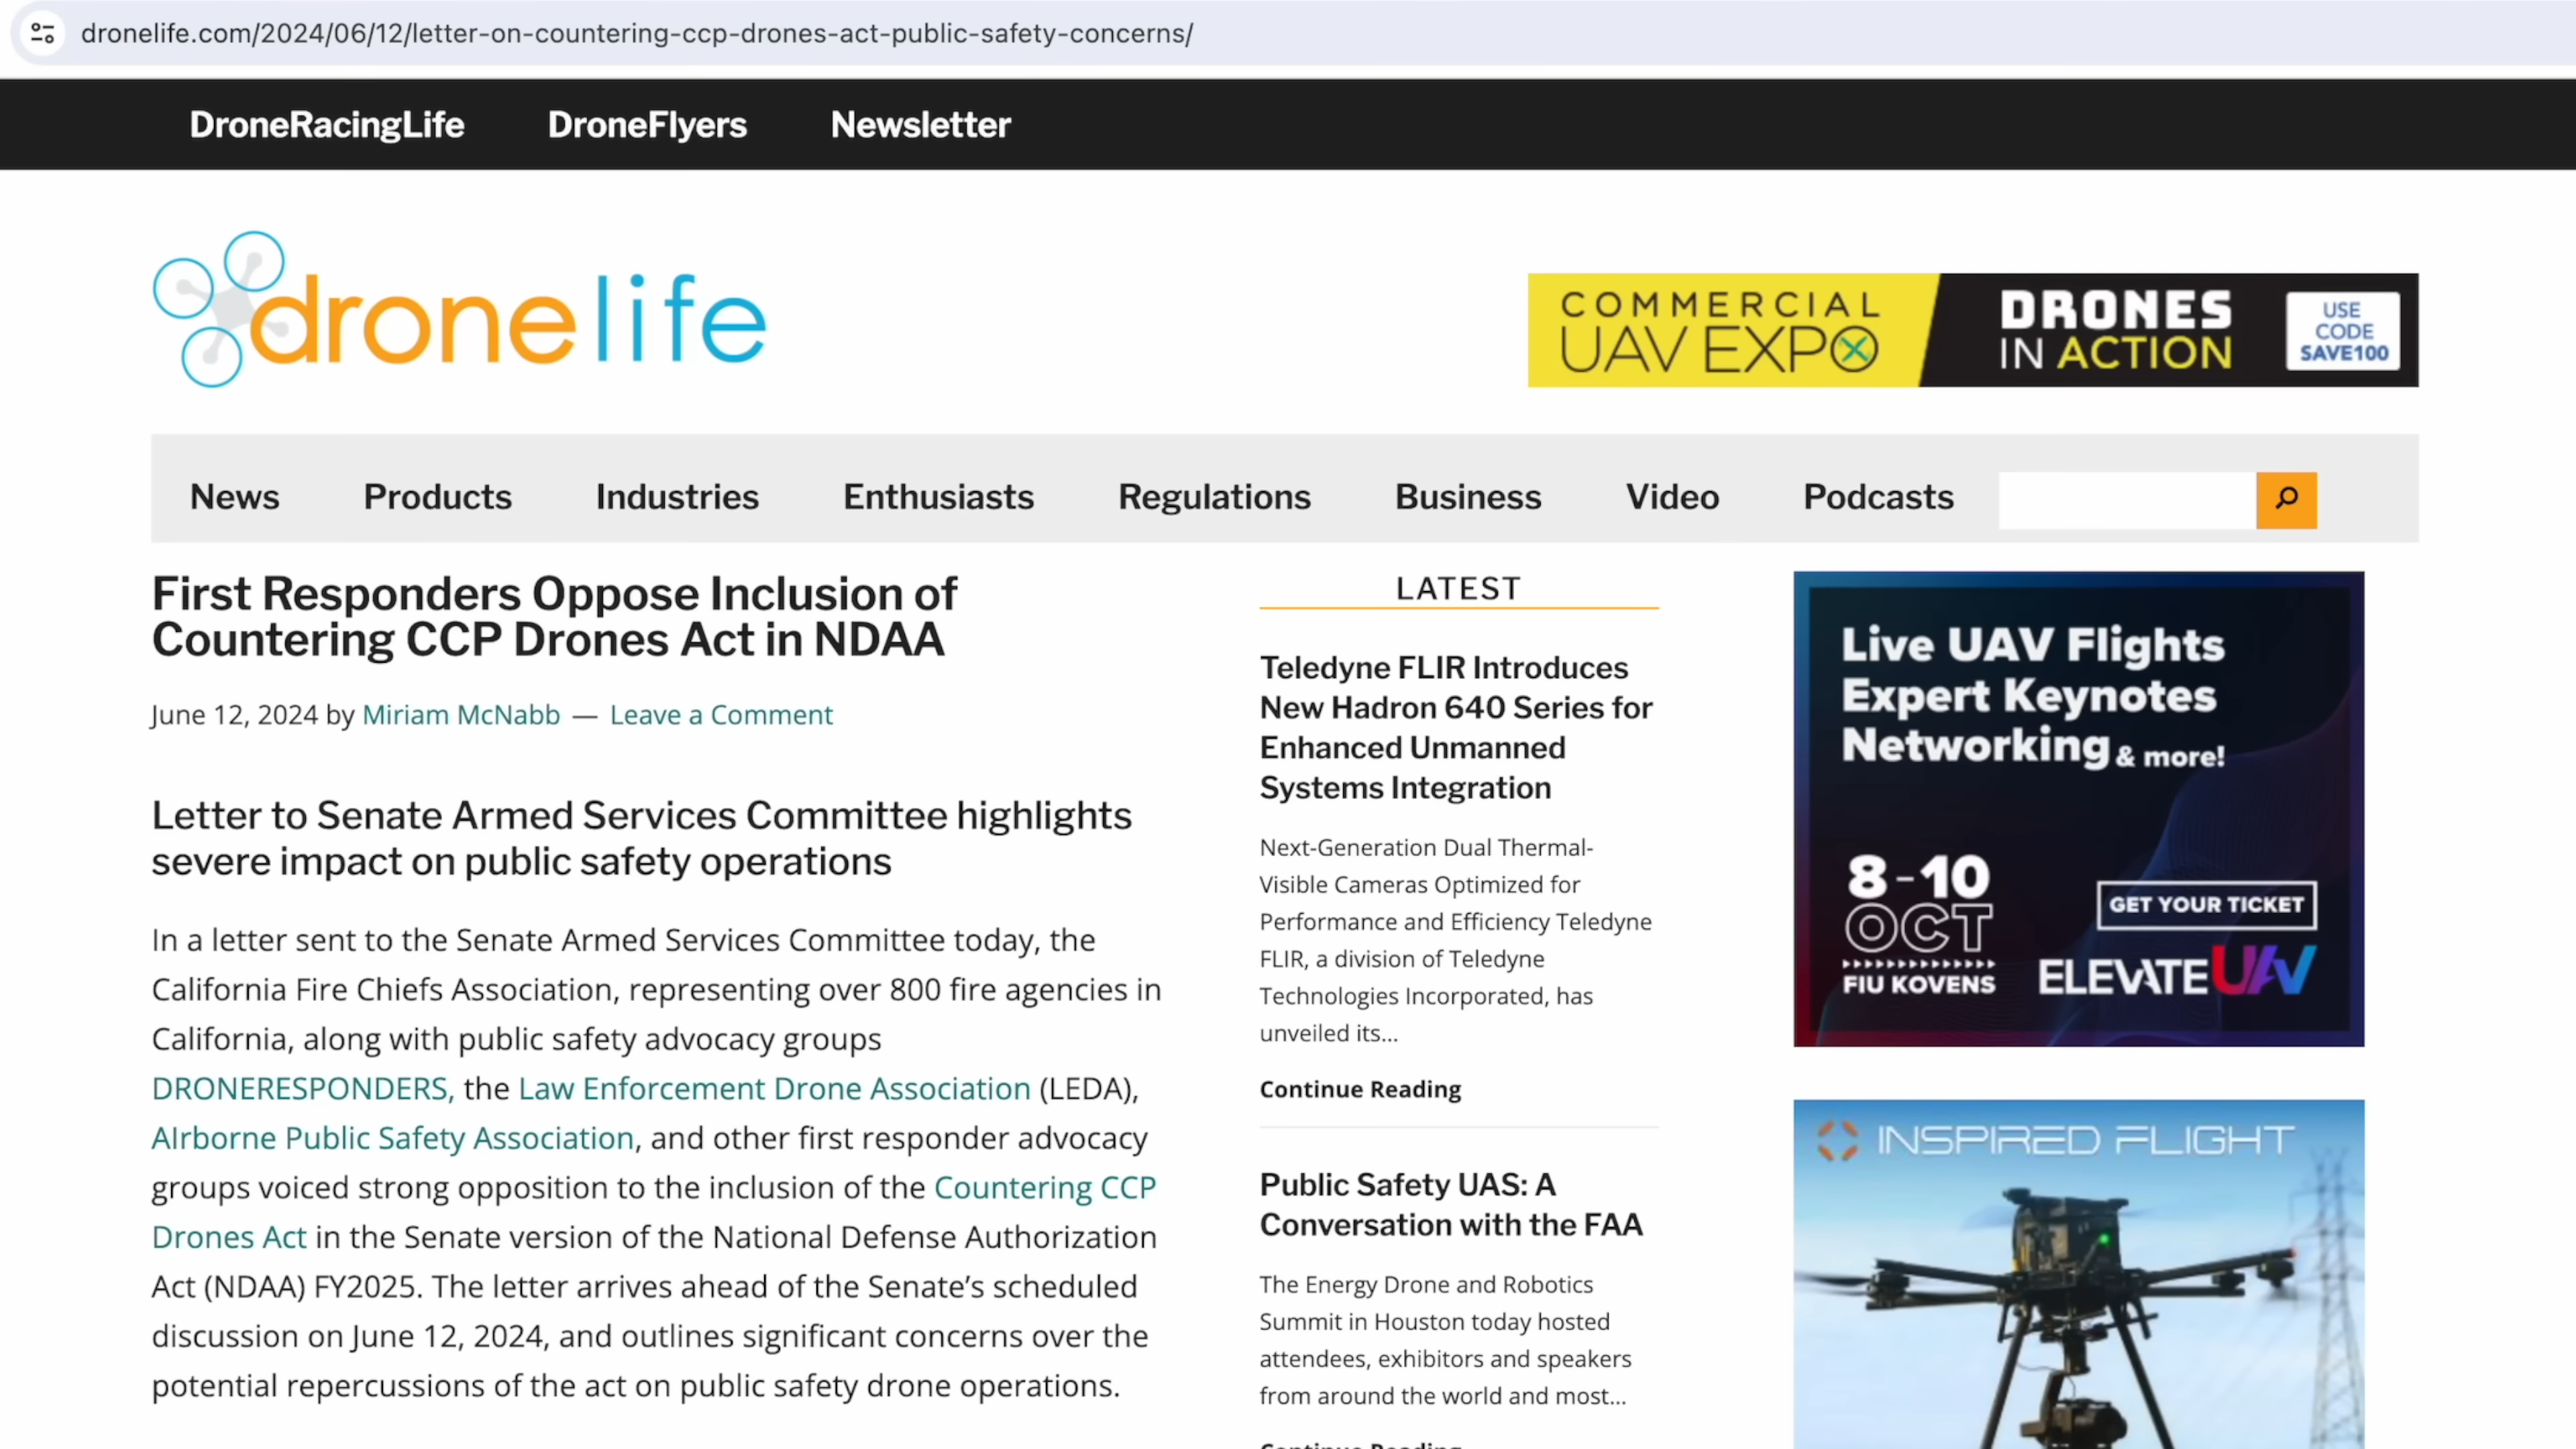 dronelife.com/2024/06/12/letter-on-countering-ccp-drones-act-public-safety-concerns/
DroneRacingLife DroneFlyers Newsletter
dronelife
COMMERCIAL
UAV EXPO
DRONES
IN ACTION
USE
CODE
SAVE100
News Products Industries Enthusiasts Regulations Business Video Podcasts
First Responders Oppose Inclusion of
Countering CCP Drones Act in NDAA
June 12, 2024 by Miriam McNabb — Leave a Comment
Letter to Senate Armed Services Committee highlights
severe impact on public safety operations
In a letter sent to the Senate Armed Services Committee today, the
California Fire Chiefs Association, representing over 800 fire agencies in
California, along with public safety advocacy groups
DRONERESPONDERS, the Law Enforcement Drone Association (LEDA),
AIrborne Public Safety Association, and other first responder advocacy
groups voiced strong opposition to the inclusion of the Countering CCP
Drones Act in the Senate version of the National Defense Authorization
Act (NDAA) FY2025. The letter arrives ahead of the Senate’s scheduled
discussion on June 12, 2024, and outlines significant concerns over the
potential repercussions of the act on public safety drone operations.
LATEST
Teledyne FLIR Introduces
New Hadron 640 Series for
Enhanced Unmanned
Systems Integration
Next-Generation Dual Thermal-
Visible Cameras Optimized for
Performance and Efficiency Teledyne
FLIR, a division of Teledyne
Technologies Incorporated, has
unveiled its...
Continue Reading
Public Safety UAS: A
Conversation with the FAA
The Energy Drone and Robotics
Summit in Houston today hosted
attendees, exhibitors and speakers
from around the world and most...
Continue Reading
Live UAV Flights
Expert Keynotes
Networking & more!
8-10
OCT
FIU KOVENS
GET YOUR TICKET
ELEVATE UAV
INSPIRED FLIGHT